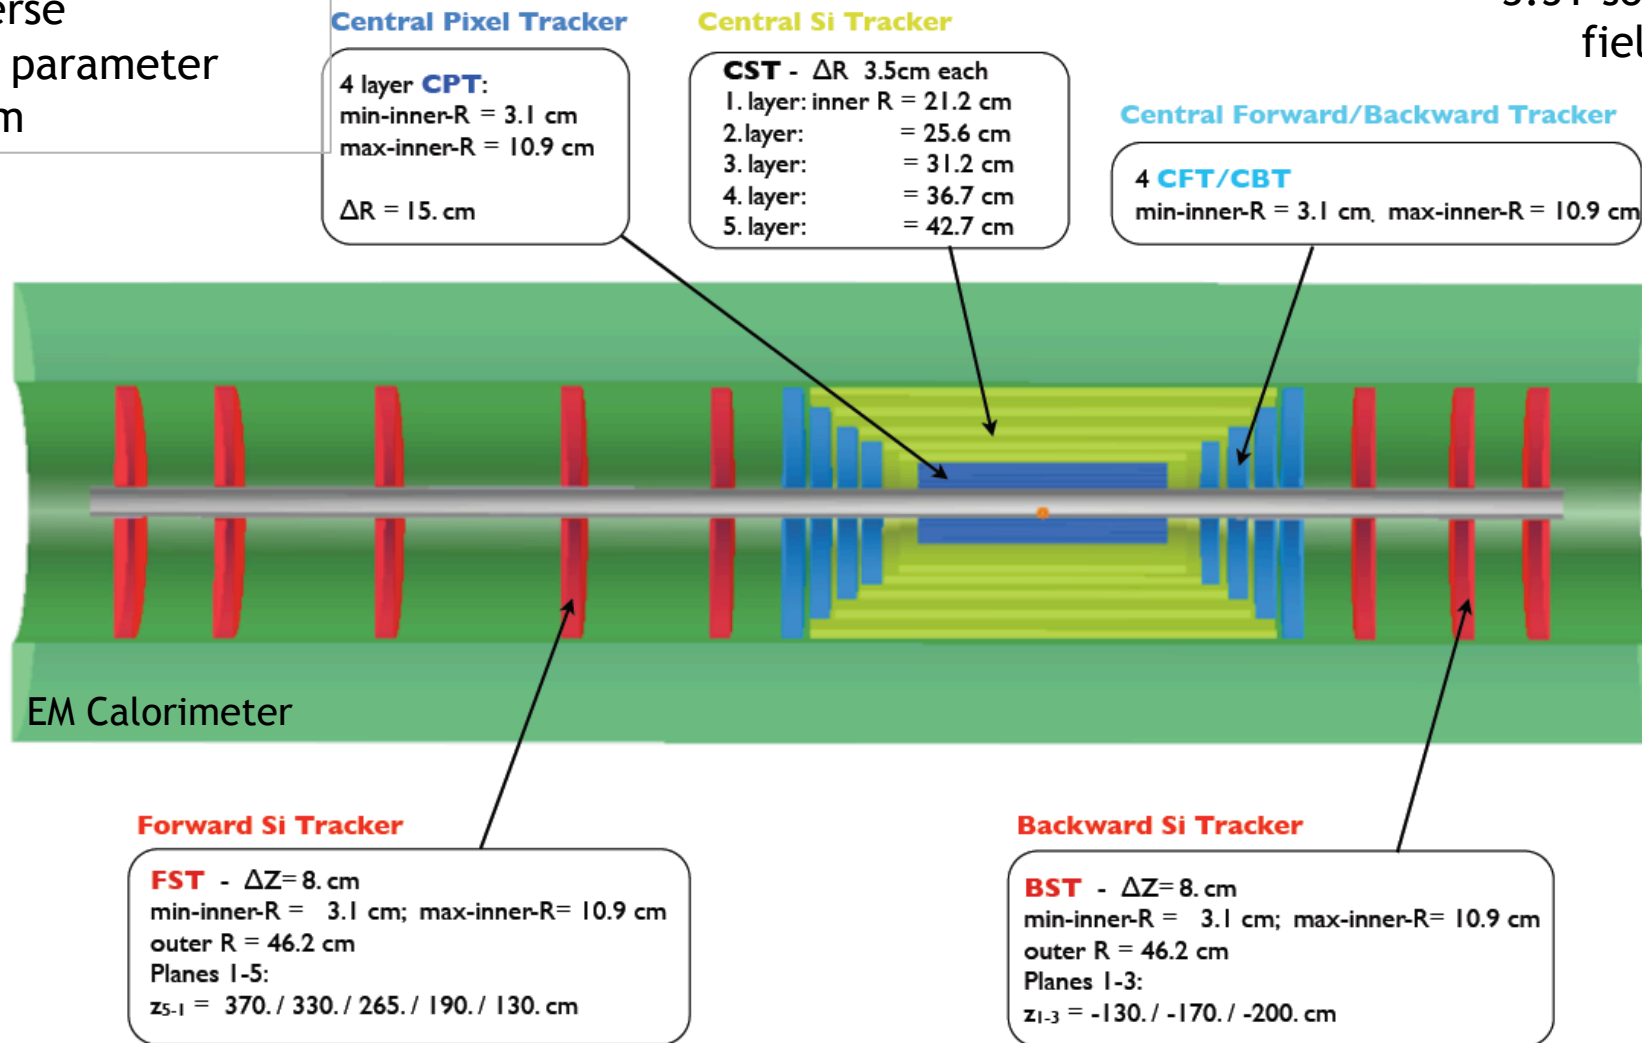 parameter
m
Central Pixel Tracker
4 layer CPT:
min-inner-R = 3.1 cm
max-inner-R = 10.9 cm
ΔR = 15. cm
Central Si Tracker
CST - ΔR 3.5cm each
1. layer: inner R = 21.2 cm
2.layer: = 25.6 cm
3. layer: = 31.2 cm
4. layer: = 36.7 cm
5. layer: = 42.7 cm
Central Forward/Backward Tracker
4 CFT/CBT
min-inner-R = 3.1 cm, max-inner-R = 10.9 cm
EM Calorimeter
Forward Si Tracker
FST - ΔZ= 8. cm
min-inner-R = 3.1 cm; max-inner-R= 10.9 cm
outer R = 46.2 cm
Planes 1-5:
z5-1 = 370. / 330. / 265. / 190. / 130. cm
Backward Si Tracker
BST - ΔZ= 8. cm
min-inner-R = 3.1 cm; max-inner-R= 10.9 cm
outer R = 46.2 cm
Planes 1-3:
z1-3 = -130. / -170. / -200. cm